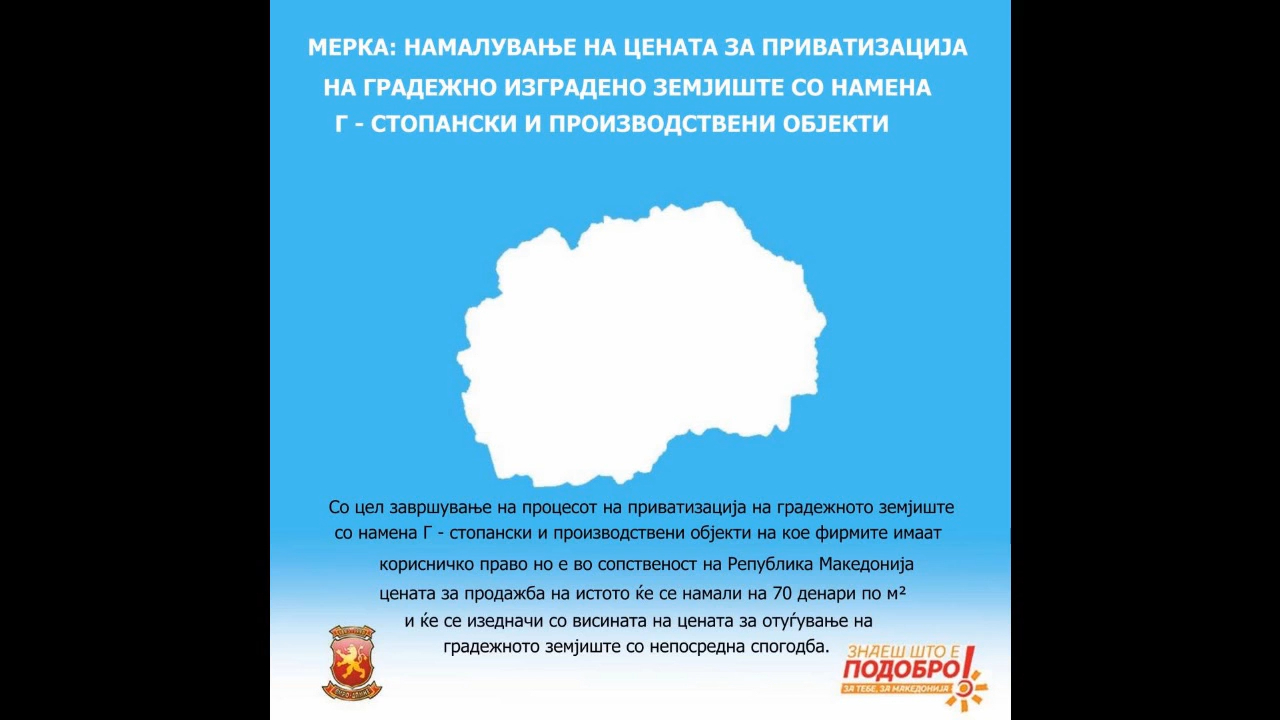 МЕРКА: НАМАЛУВАЊЕ НА ЦЕНАТА ЗА ПРИВАТИЗАЦИЈА
НА ГРАДЕЖНО ИЗГРАДЕНО ЗЕМЈИШТЕ СО НАМЕНА
Г - СТОПАНСКИ И ПРОИЗВОДСТВЕНИ ОБЈЕКТИ
Со цел завршување на процесот на приватизација на градежното земјиште
со намена Г - стопански и производствени објекти на кое фирмите имаат
корисничко право но е во сопственост на Република Македонија
цената за продажба на истото ќе се намали на 70 денари по м²
и ќе се изедначи со висината на цената за отуѓување на
градежното земјиште со непосредна спогодба.
ЗНАЕШ ШТО Е
ПОДОБРО!
ЗА ТЕБЕ, ЗА МАКЕДОНИЈА!